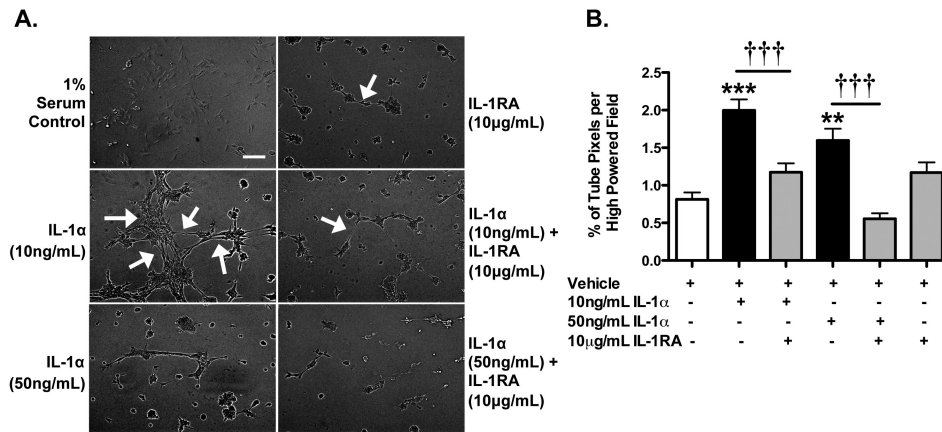 A.
1%
Serum
Control
IL-1RA
(10µg/mL)
IL-1α
(10ng/mL)
IL-1α
(10ng/mL) +
IL-1RA
(10µg/mL)
IL-1α
(50ng/mL)
IL-1α
(50ng/mL) +
IL-1RA
(10µg/mL)
B.
% of Tube Pixels per
High Powered Field
2.5
2.0
1.5
1.0
0.5
0.0
***
†††
**
†††
Vehicle + + + + + +
10ng/mL IL-1α - + + - - -
50ng/mL IL-1α - - - + + -
10µg/mL IL-1RA - - + - + +